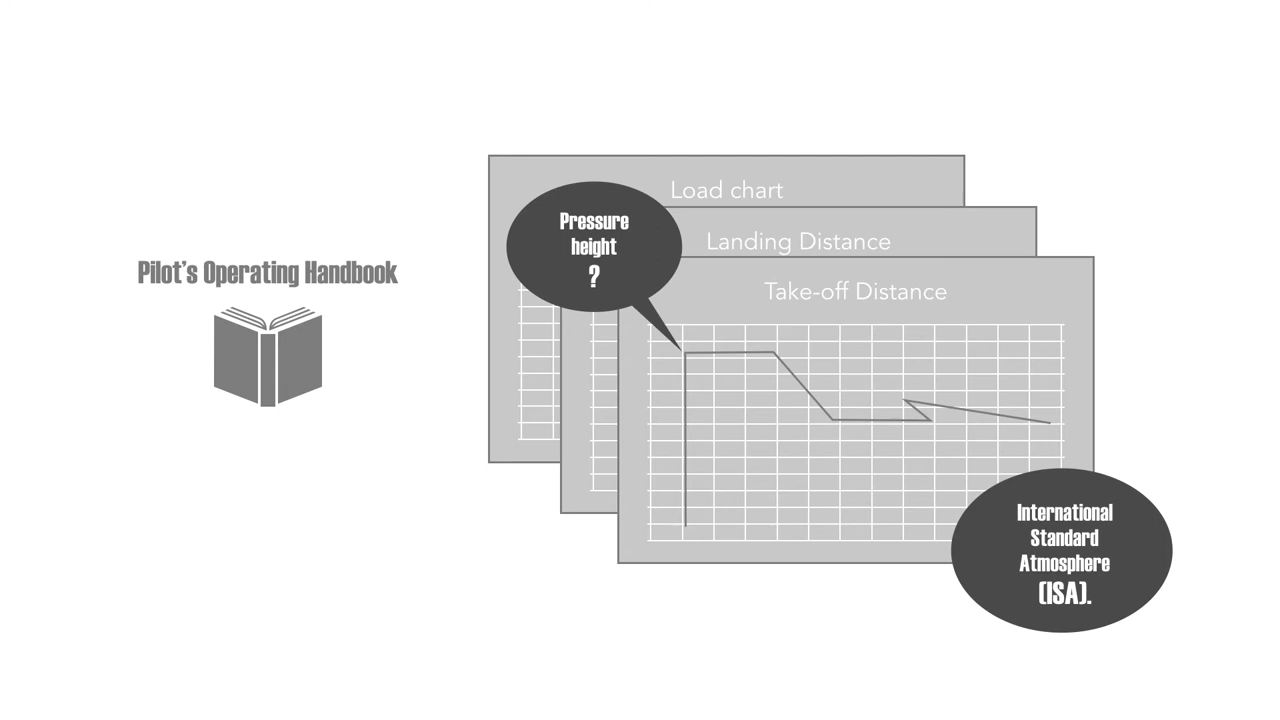 Pilot's Operating Handbook
Load chart
Landing Distance
Take-off Distance
Pressure
height
?
International
Standard
Atmosphere
(ISA).